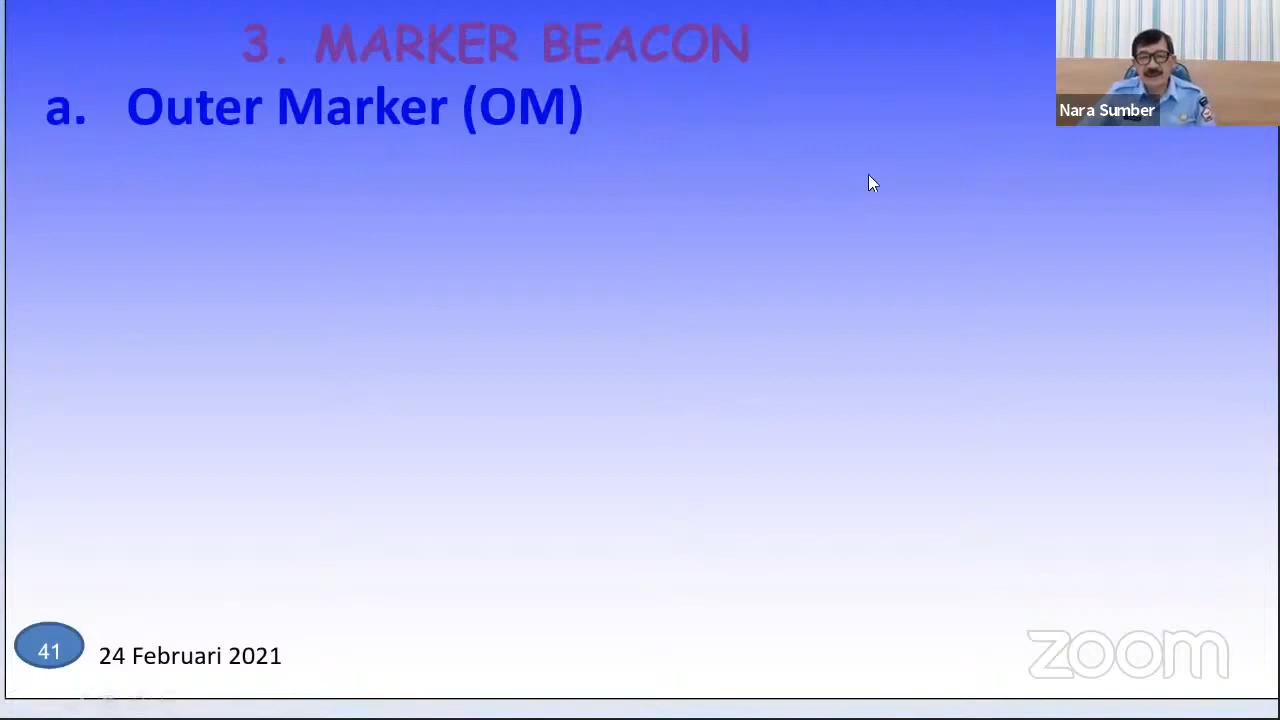 3. MARKER BEACON
a. Outer Marker (OM)
Nara Sumber
41
24 Februari 2021
zoom